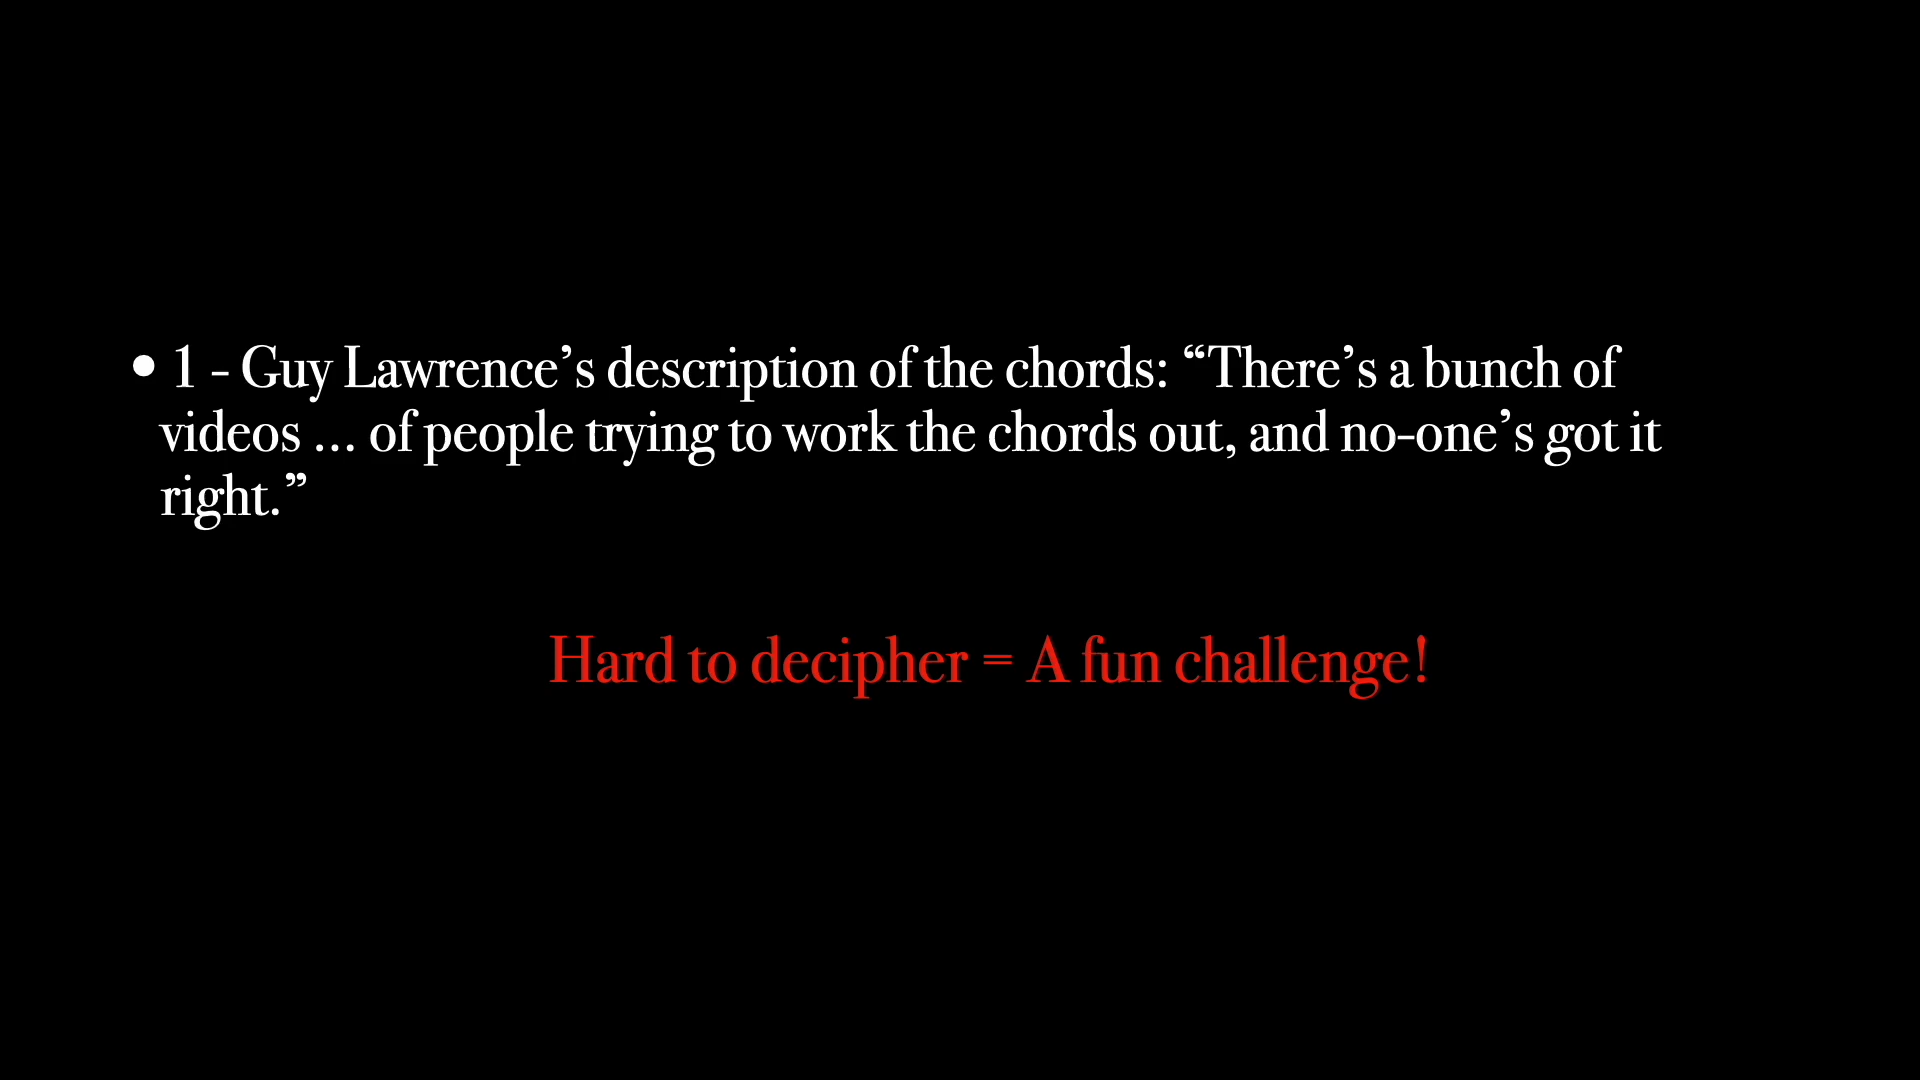 • 1 - Guy Lawrence’s description of the chords: “There’s a bunch of
videos ... of people trying to work the chords out, and no-one’s got it
right.”
Hard to decipher = A fun challenge!